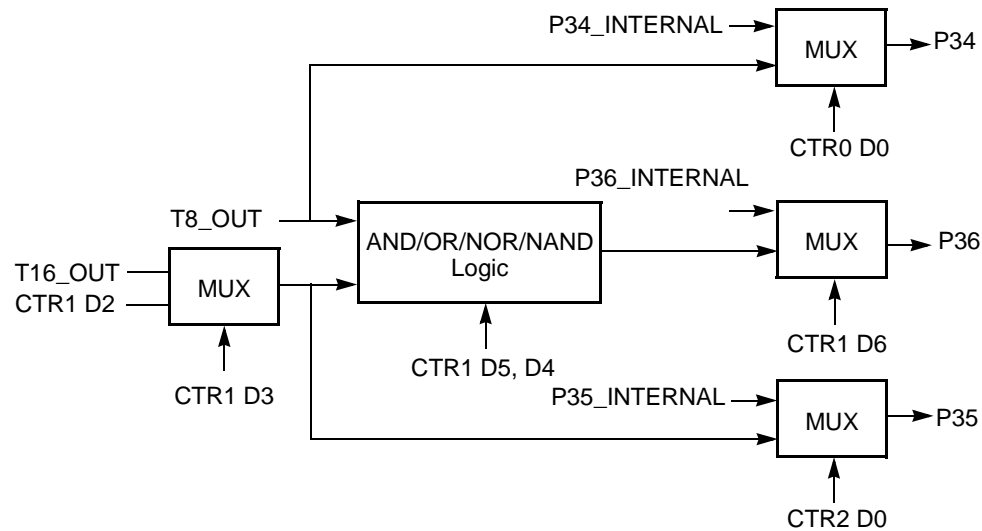 P34_INTERNAL
MUX
P34
CTR0 D0
P36_INTERNAL
T8_OUT
AND/OR/NOR/NAND
Logic
MUX
P36
T16_OUT
CTR1 D2
MUX
CTR1 D6
CTR1 D5, D4
CTR1 D3
P35_INTERNAL
MUX
P35
CTR2 D0